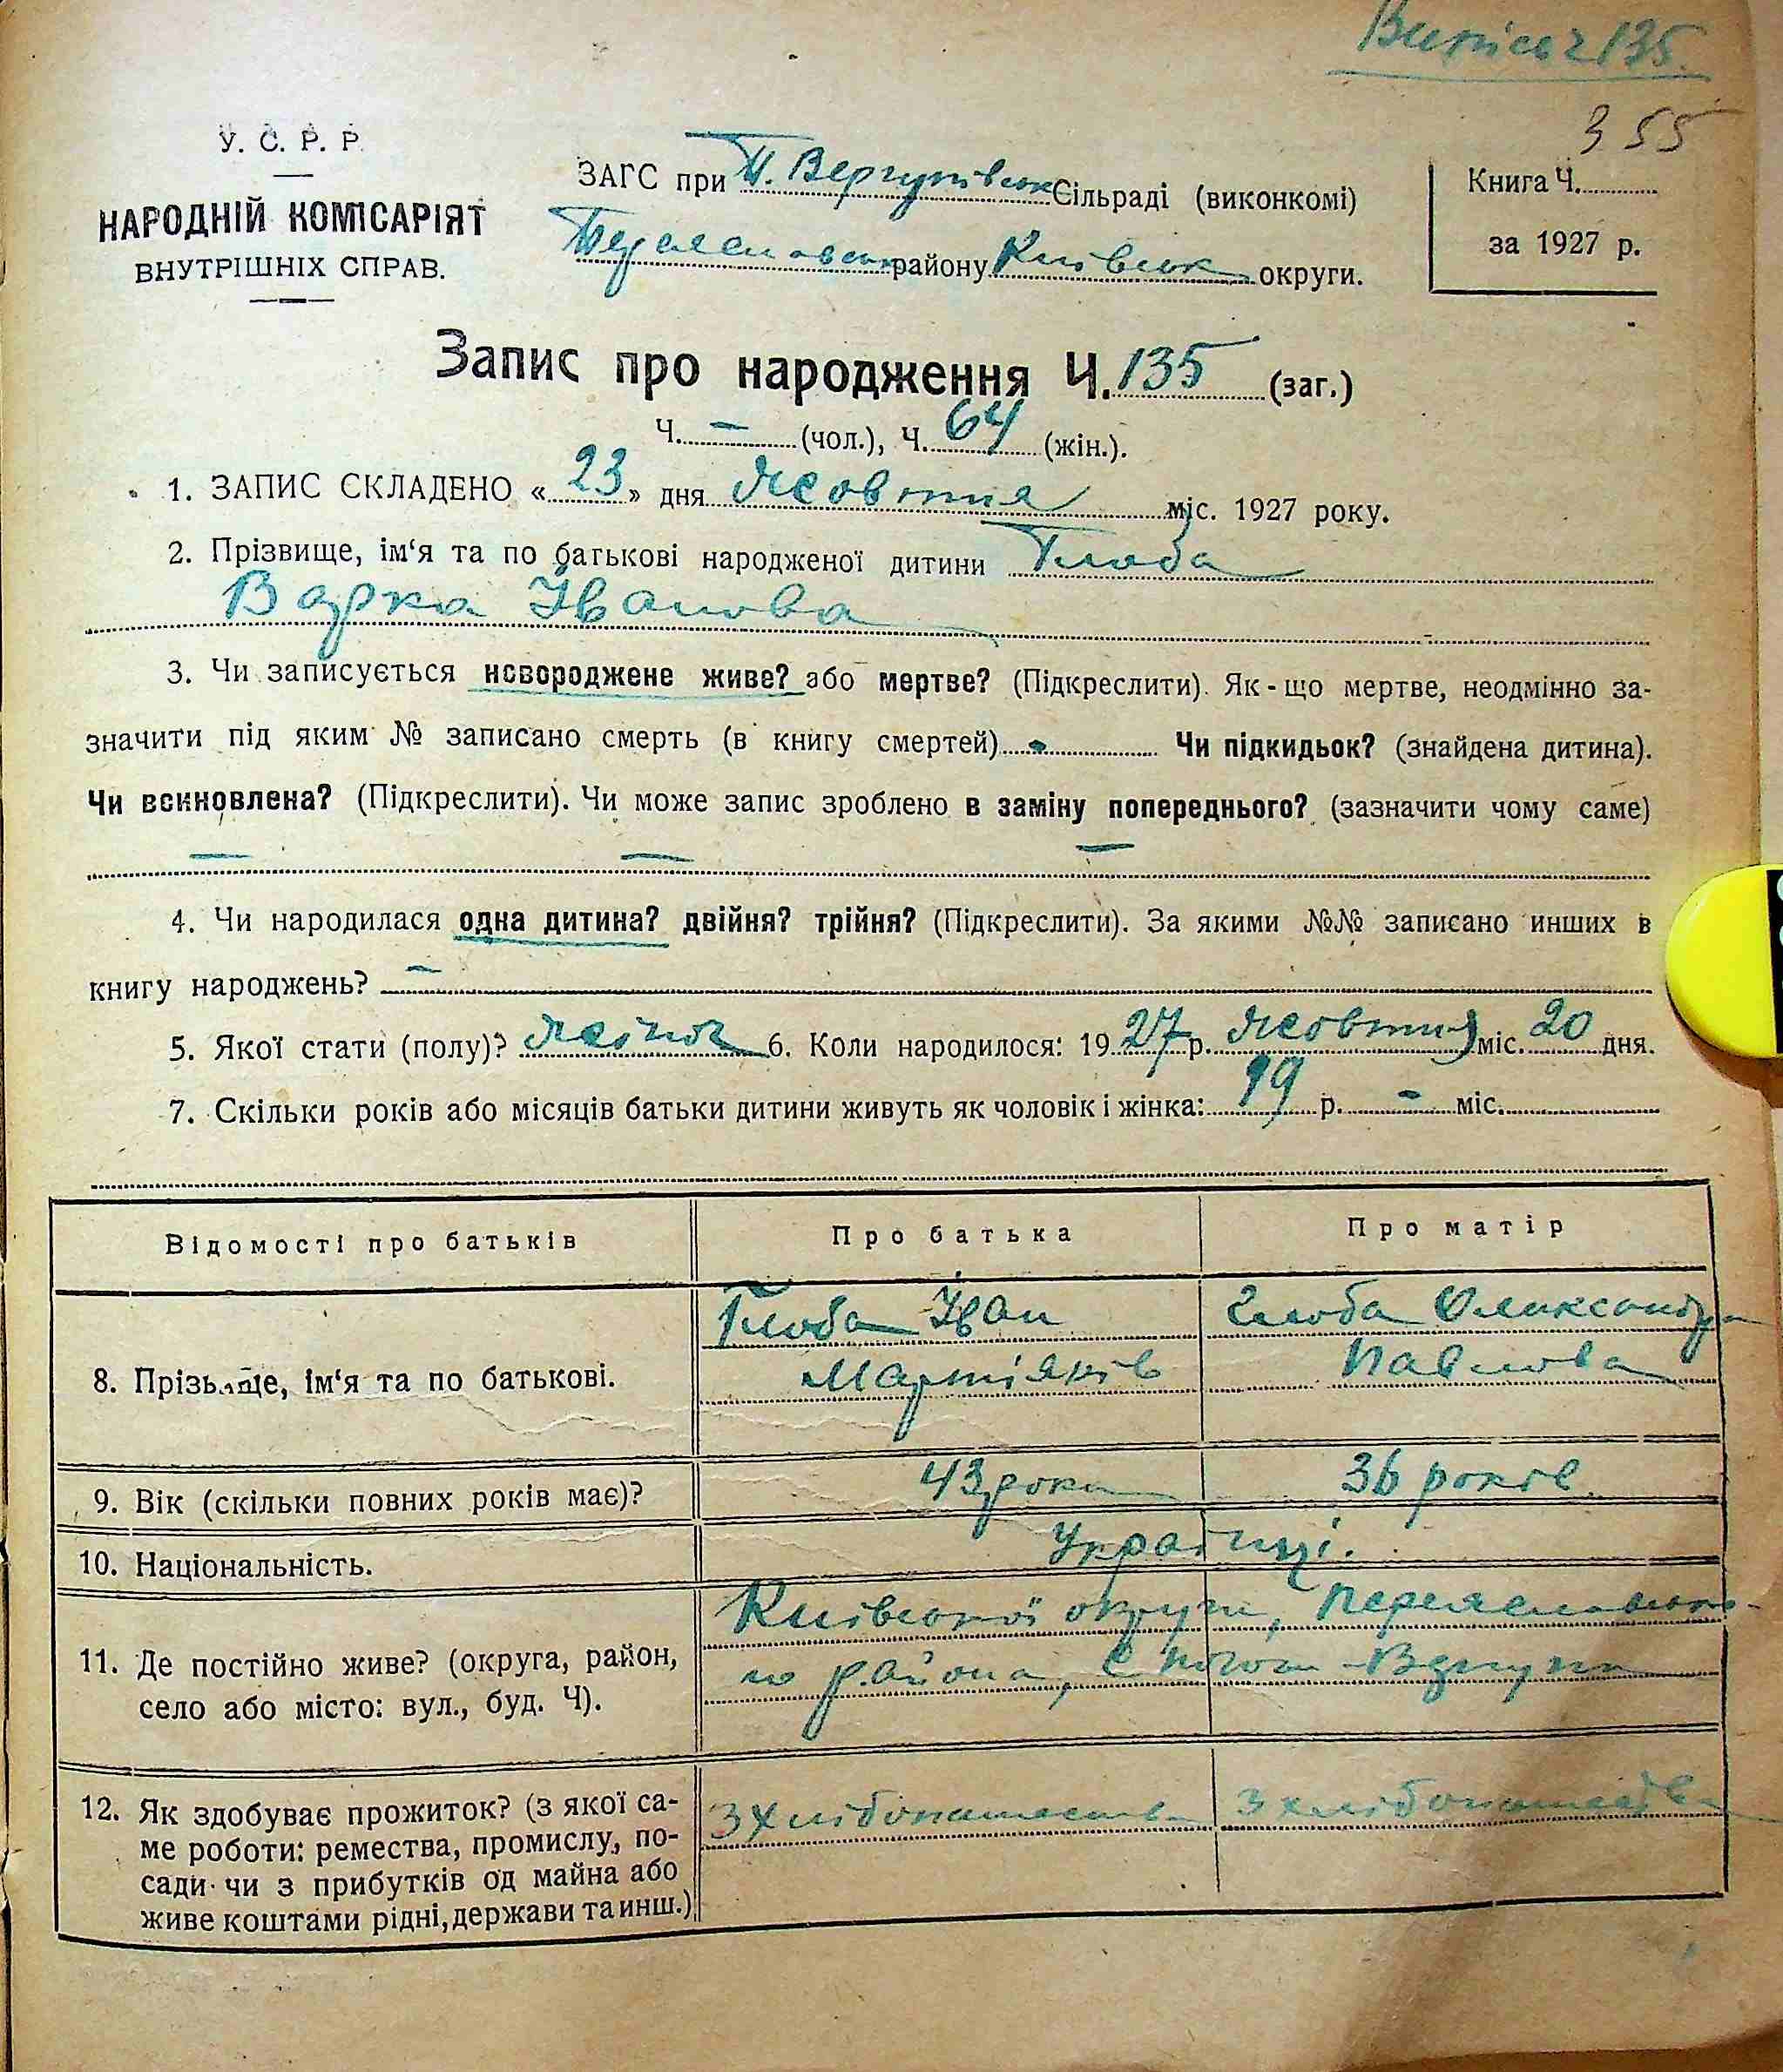 Витпісь 135.
355
У. С. Р. Р.
НАРОДНІЙ КОМІСАРІЯТ
ВНУТРІШНІХ СПРАВ.
ЗАГС при П. Вергунівськ Сільраді (виконкомі)
Переяславськ району Київськ округи.
Книга Ч.
за 1927 р.
Запис про народження Ч. 135 (заг.)
Ч. — (чол.), Ч. 64 (жін.).
1. ЗАПИС СКЛАДЕНО « 23 » дня Жовтня міс. 1927 року.
2. Прізвище, ім‘я та по батькові народженої дитини Глоба
Варка Іванова
3. Чи записується новороджене живе? або мертве? (Підкреслити). Як-що мертве, неодмінно за-
значити під яким № записано смерть (в книгу смертей) Чи підкидьок? (знайдена дитина).
Чи всиновлена? (Підкреслити). Чи може запис зроблено в заміну попереднього? (зазначити чому саме)
— — —
4. Чи народилася одна дитина? двійня? трійня? (Підкреслити). За якими №№ записано инших в
книгу народжень? —
5. Якої стати (полу)? жіноч 6. Коли народилося: 1927 р. Жовтня міс. 20 дня.
7. Скільки років або місяців батьки дитини живуть як чоловік і жінка: 19 р. - міс.
Відомості про батьків Про батька Про матір
8. Прізвище, ім‘я та по батькові. Глоба Іван Глоба Олександра
Мартіянів Павлова
9. Вік (скільки повних років має)? 43 роки 36 років
10. Національність. Українці.
11. Де постійно живе? (округа, район,
село або місто: вул., буд. Ч).
Київської округи, Переяславсько-
го района, с
12. Як здобуває прожиток? (з якої са-
ме роботи: ремества, промислу, по-
сади чи з прибутків од майна або
живе коштами рідні, держави та инш.)
З хлібопашества З хлібопашества